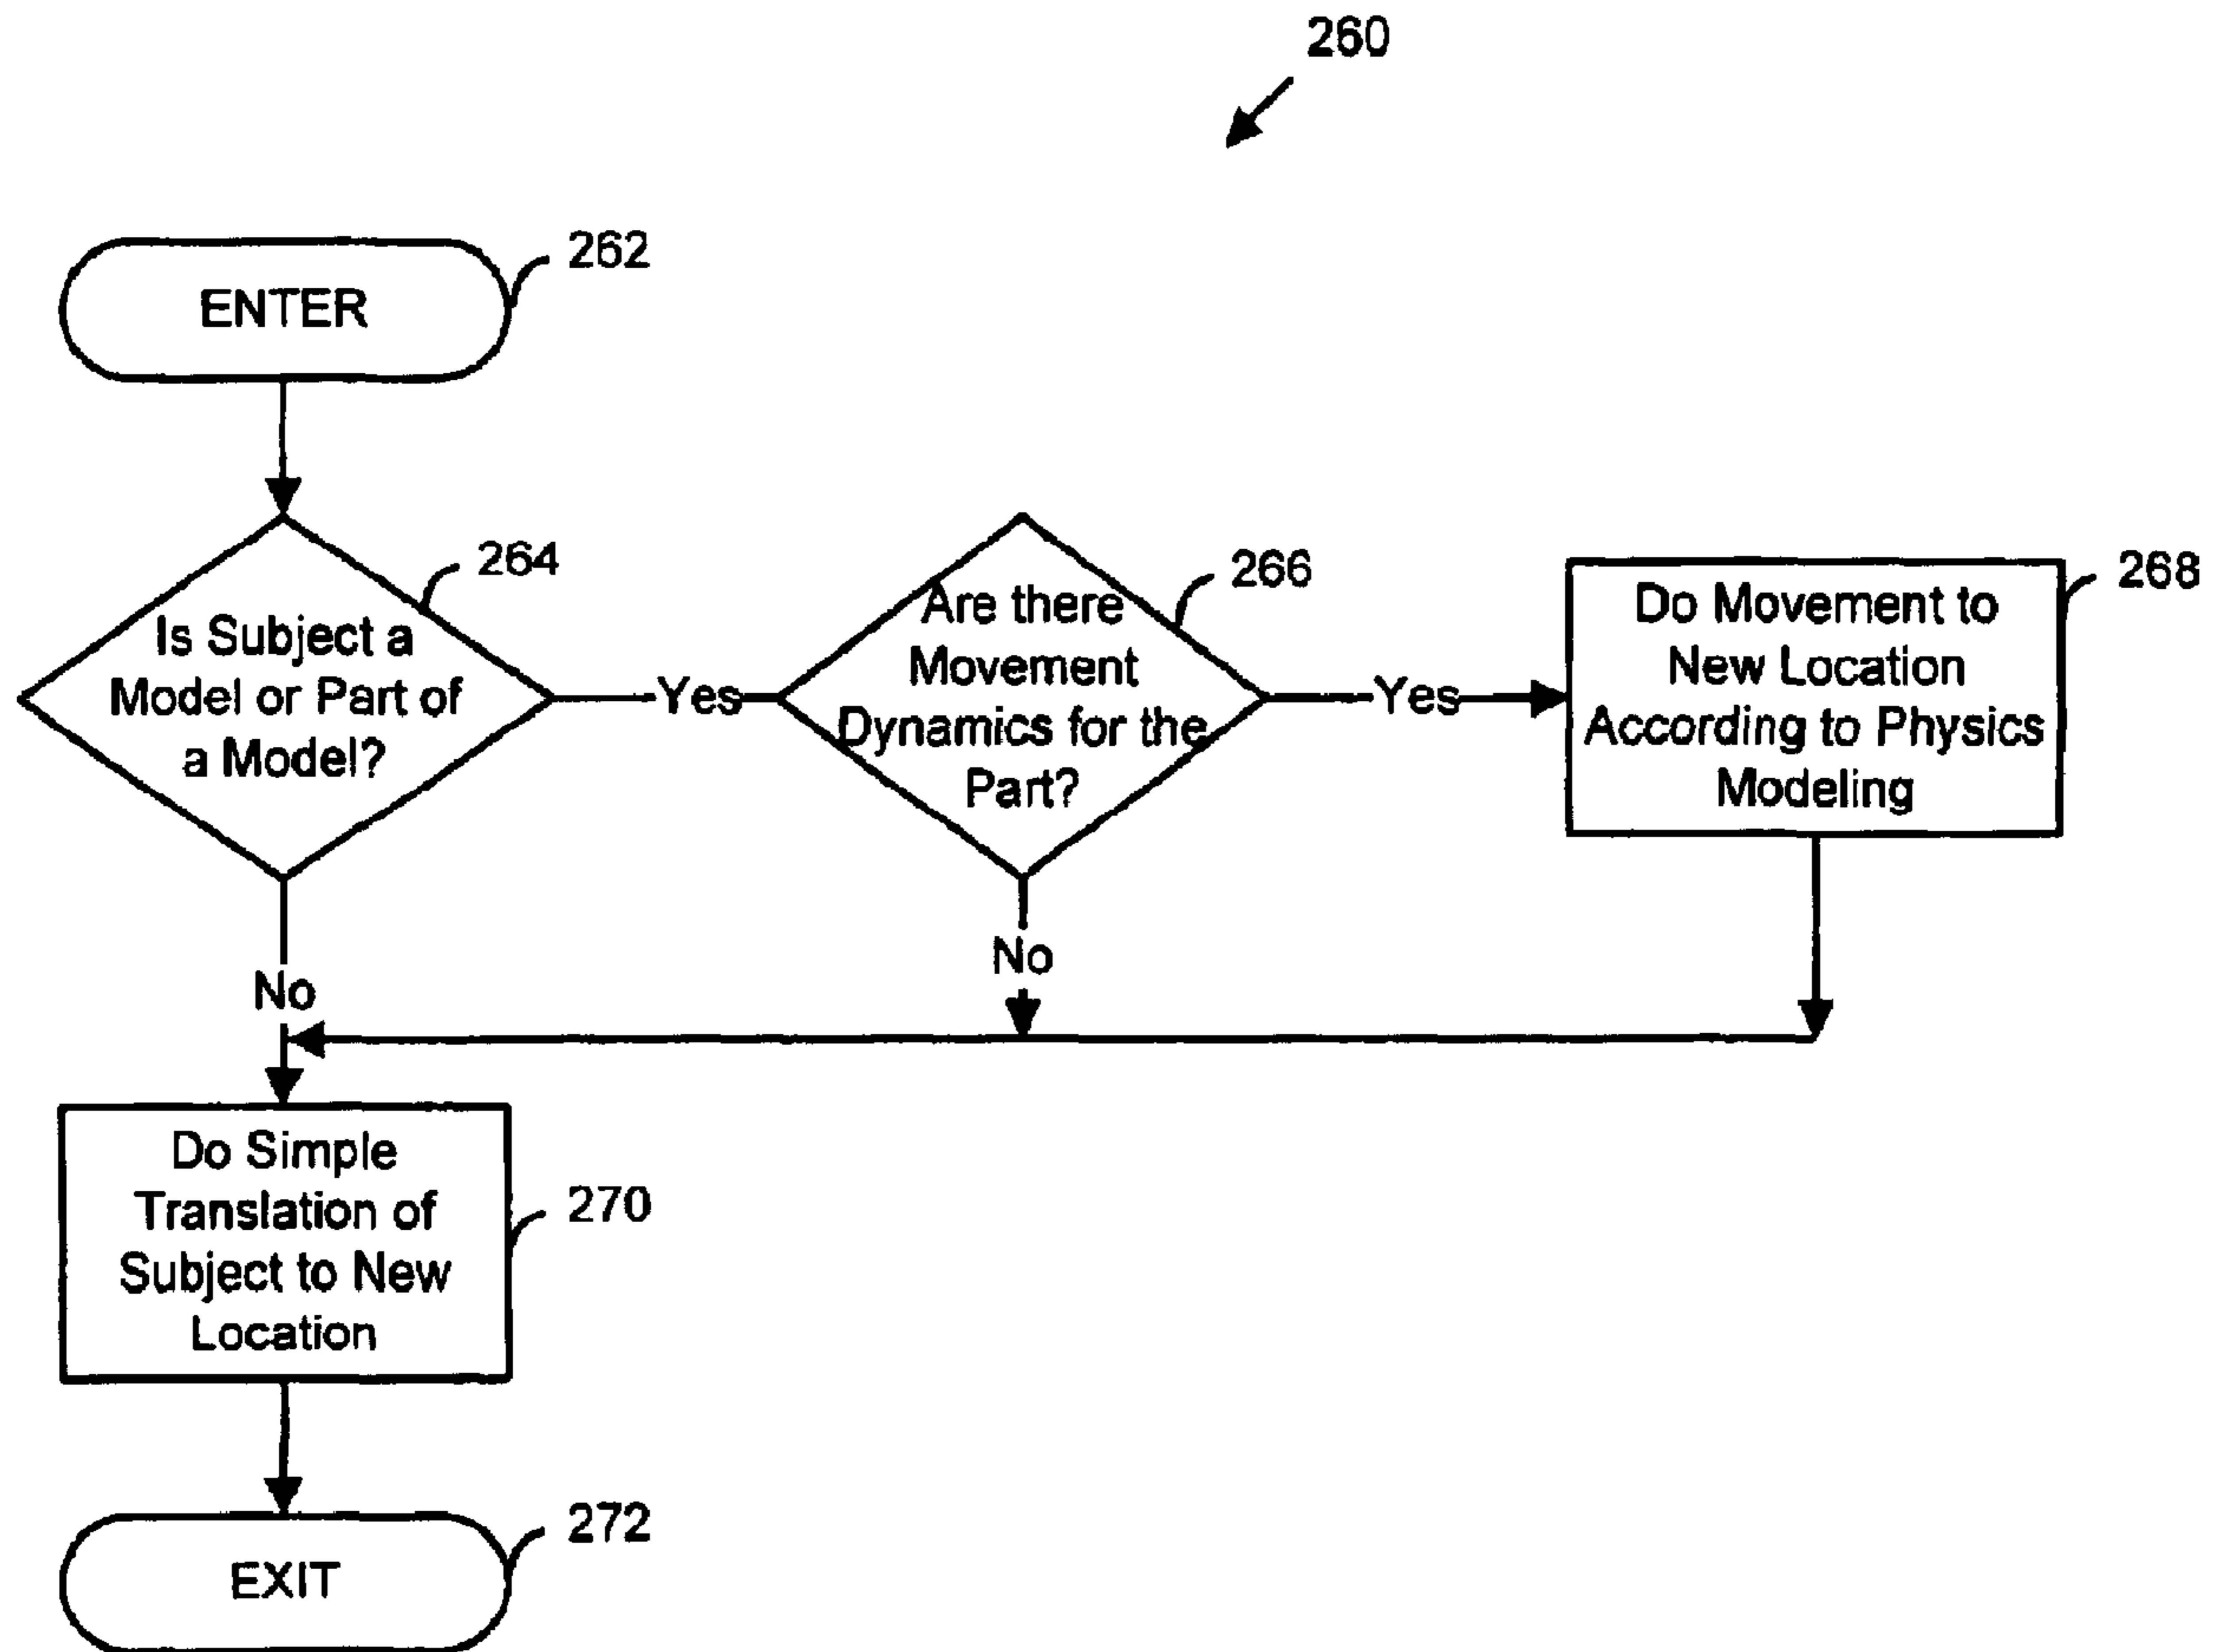 260
262
ENTER
264
Is Subject a
Model or Part of
a Model?
Yes
266
Are there
Movement
Dynamics for the
Part?
Yes
268
Do Movement to
New Location
According to Physics
Modeling
No
No
Do Simple
Translation of
Subject to New
Location
270
272
EXIT